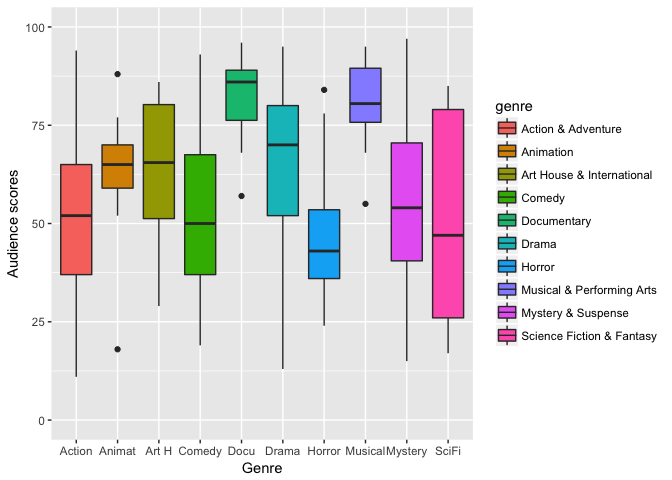 100
75
50
25
0
Audience scores
Action Animat Art H Comedy Docu Drama Horror Musical Mystery SciFi
Genre
genre
Action & Adventure
Animation
Art House & International
Comedy
Documentary
Drama
Horror
Musical & Performing Arts
Mystery & Suspense
Science Fiction & Fantasy